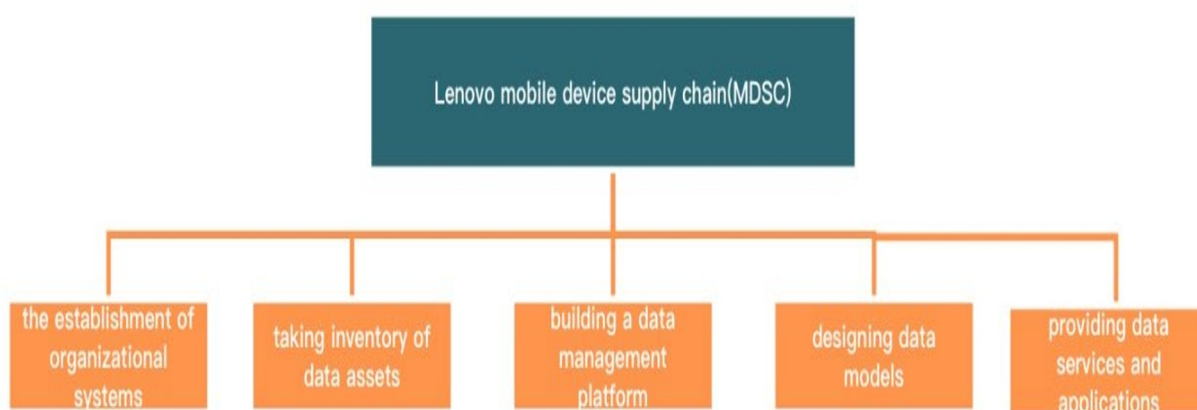 Lenovo mobile device supply chain(MDSC)
the establishment of
organizational
systems
taking inventory of
data assets
building a data
management
platform
designing data
models
providing data
services and
applications